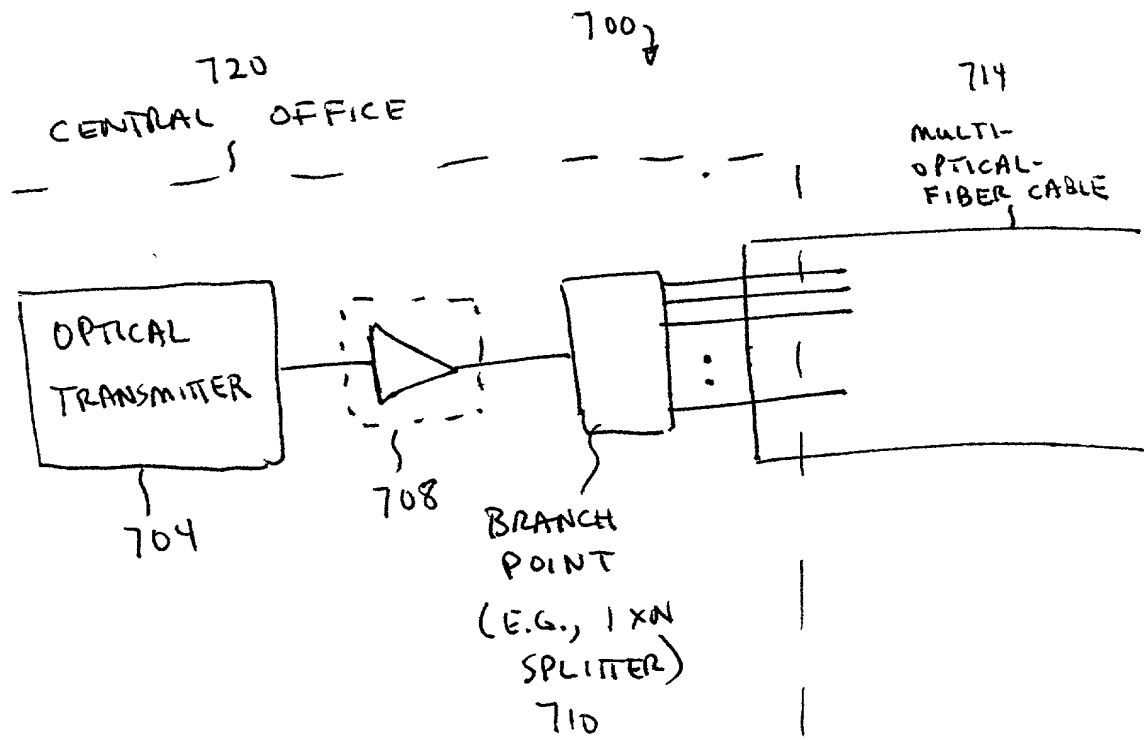 700
720
CENTRAL OFFICE
714
MULTI-
OPTICAL-
FIBER CABLE
OPTICAL
TRANSMITTER
704
708
BRANCH
POINT
(E.G., 1XN
SPLITTER)
710